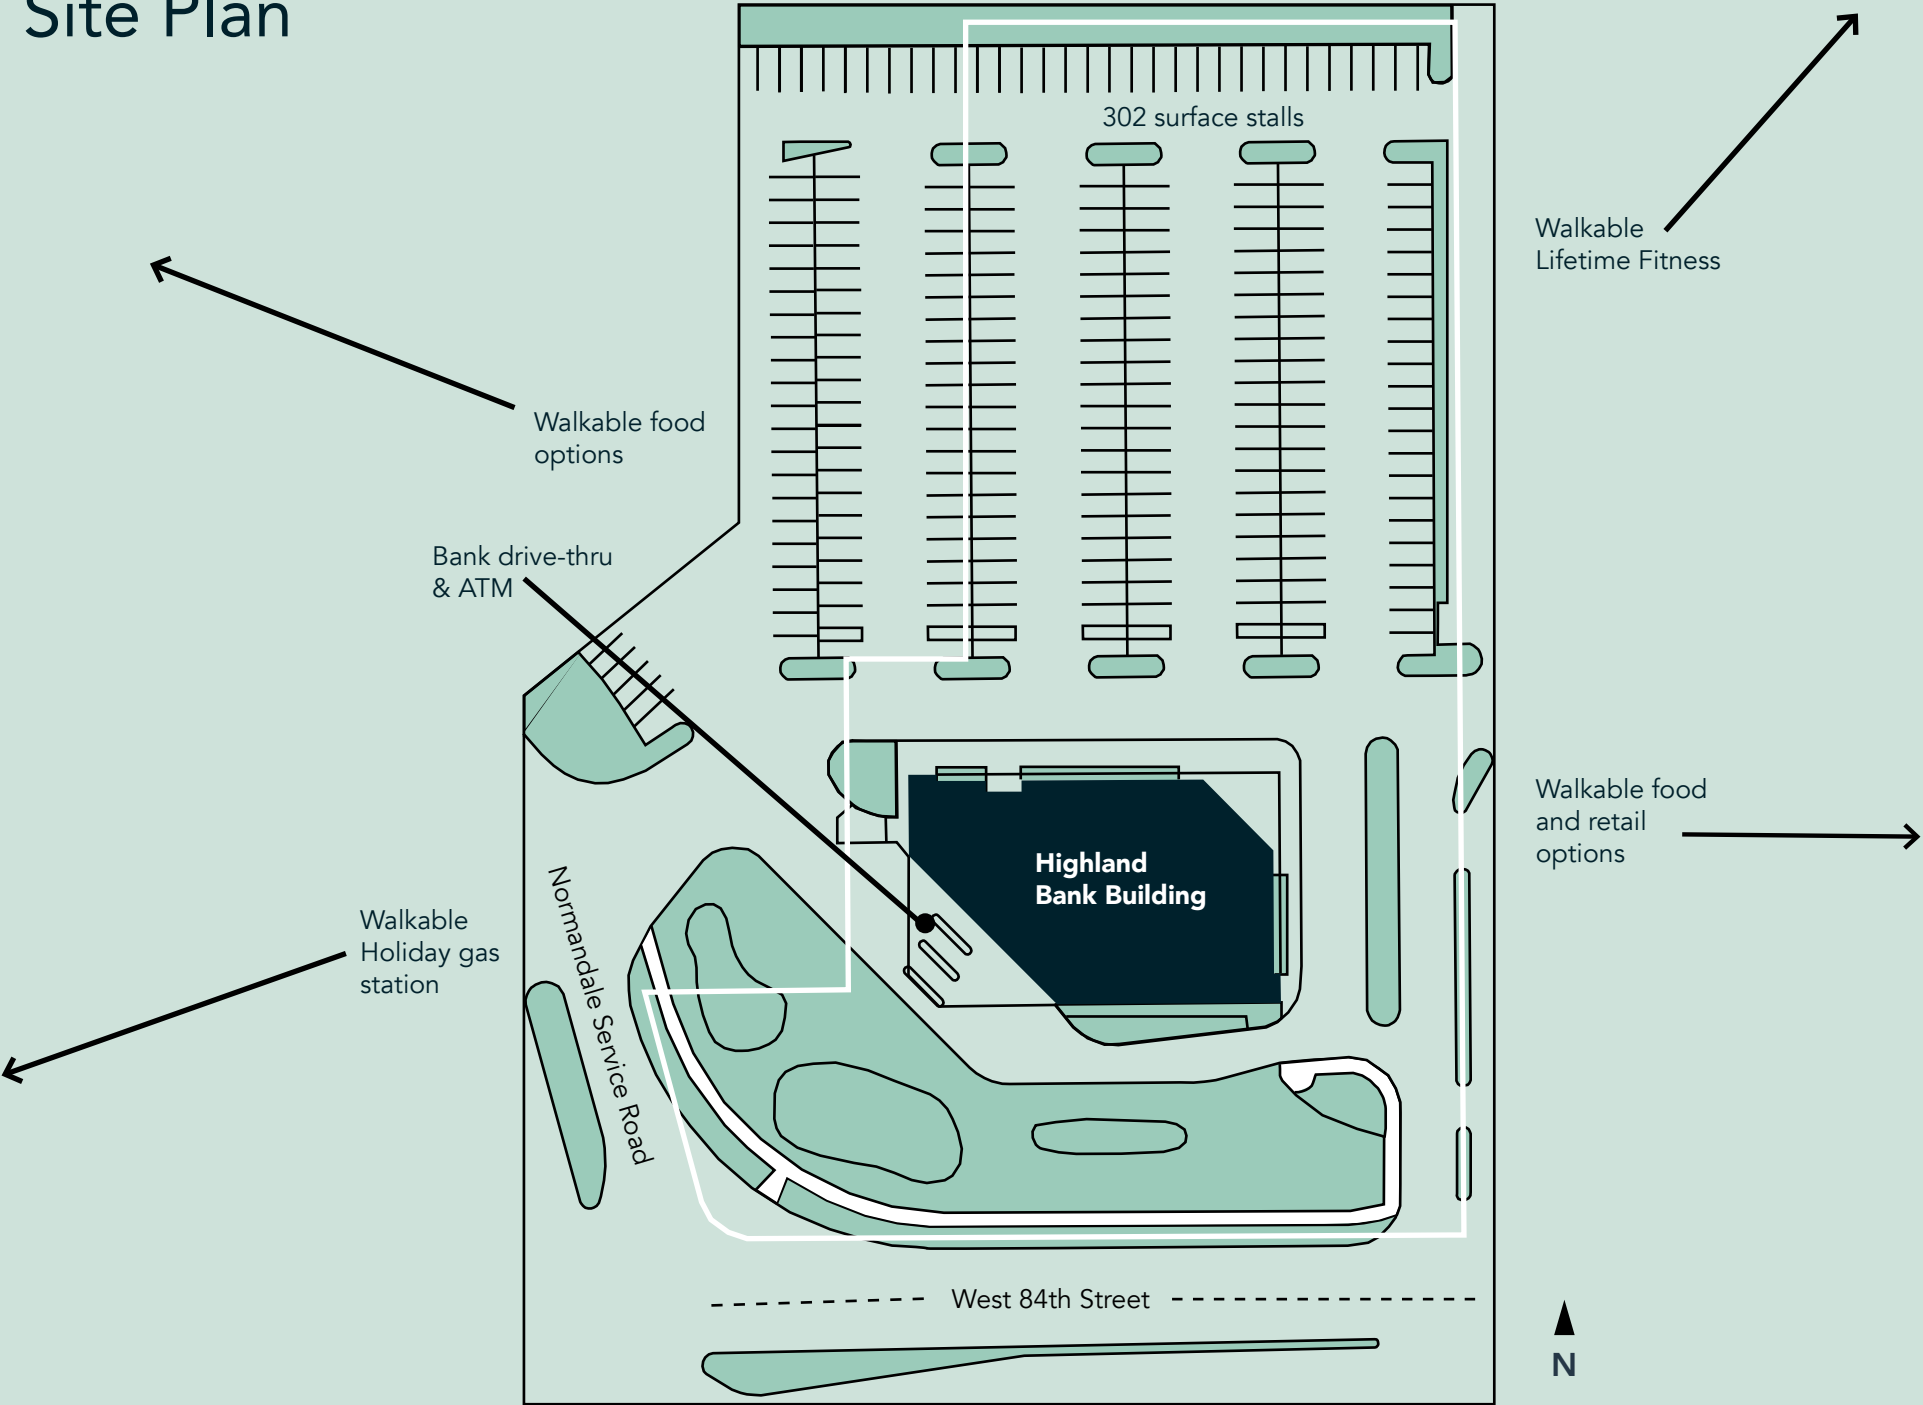 Site Plan
302 surface stalls
Walkable
Lifetime Fitness
Walkable food
options
Bank drive-thru
& ATM
Walkable food
and retail
options
Highland
Bank Building
Walkable
Holiday gas
station
Normandale Service Road
West 84th Street
N